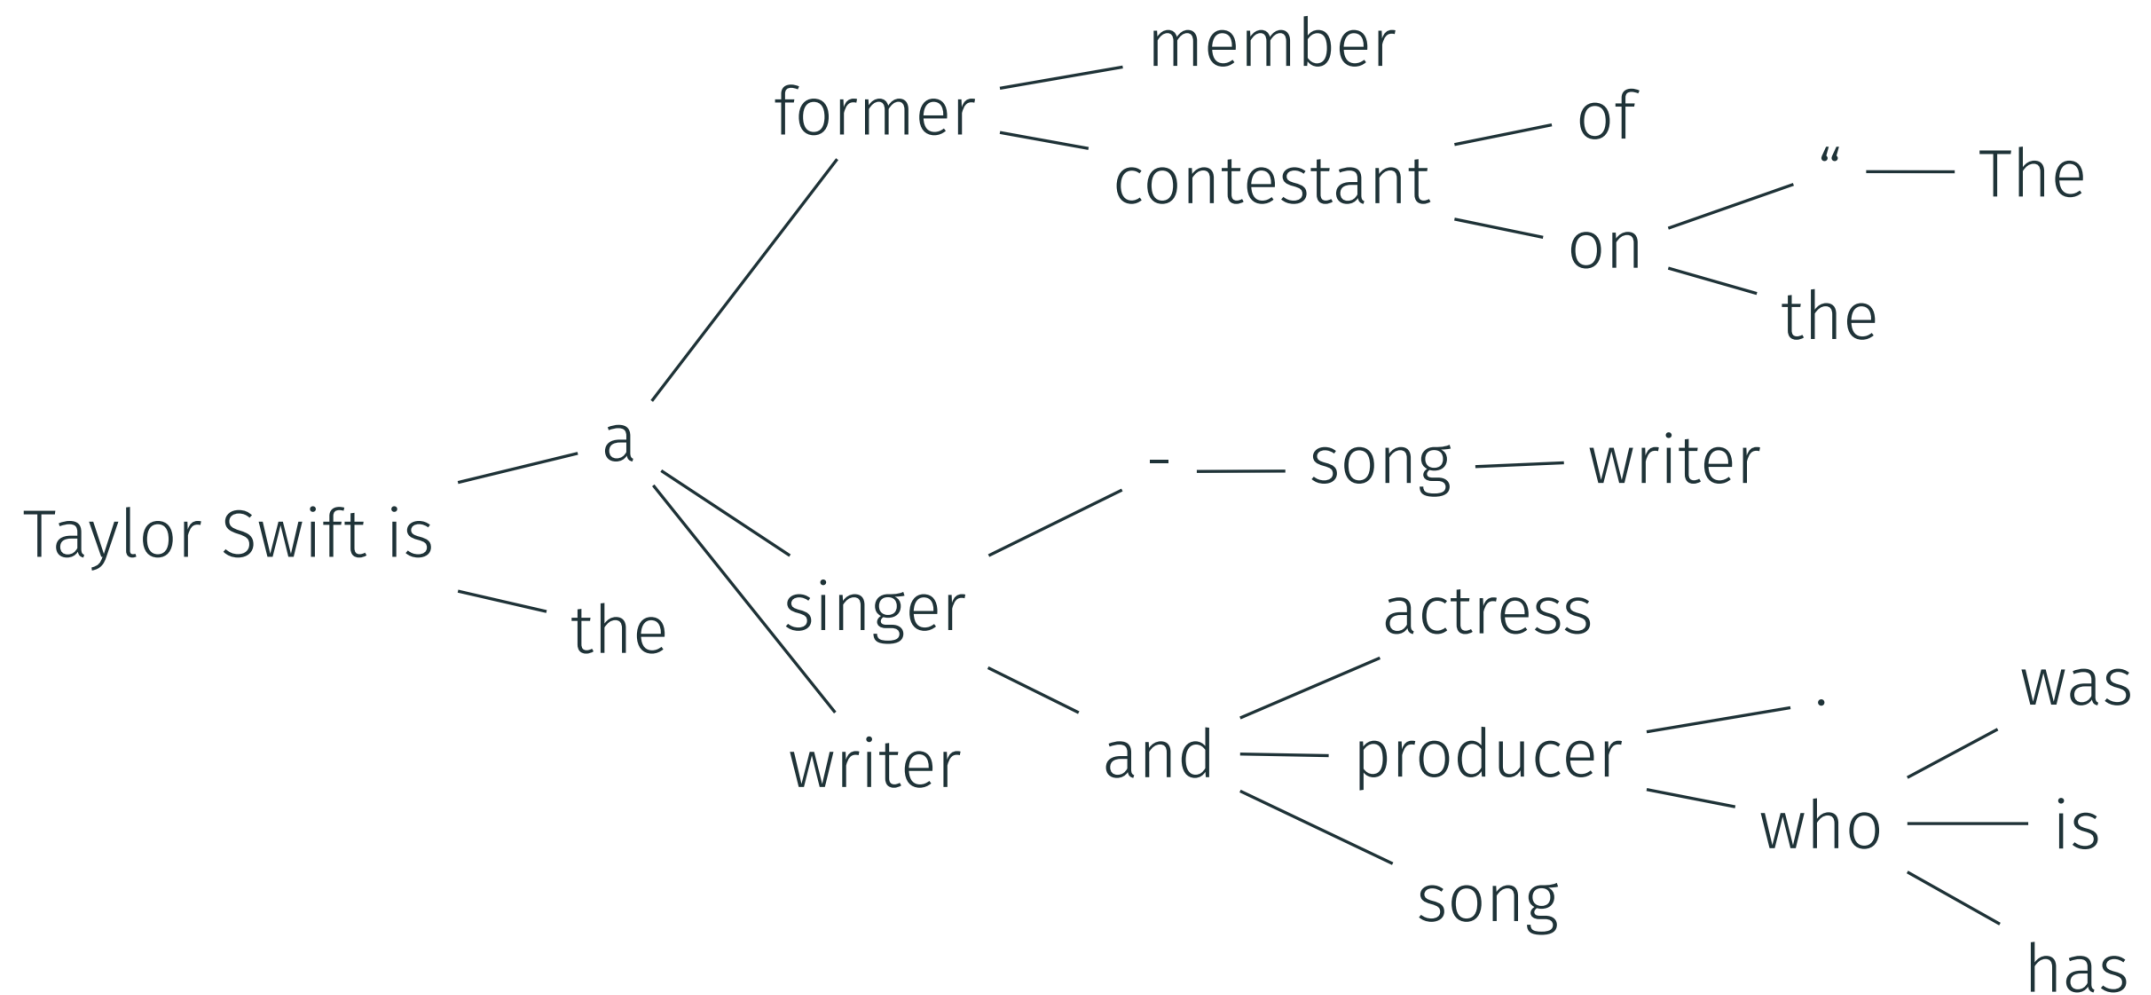 member
former
of
contestant
“
The
on
the
a
-
song
writer
Taylor Swift is
singer
the
actress
was
.
writer
and
producer
who
is
song
has